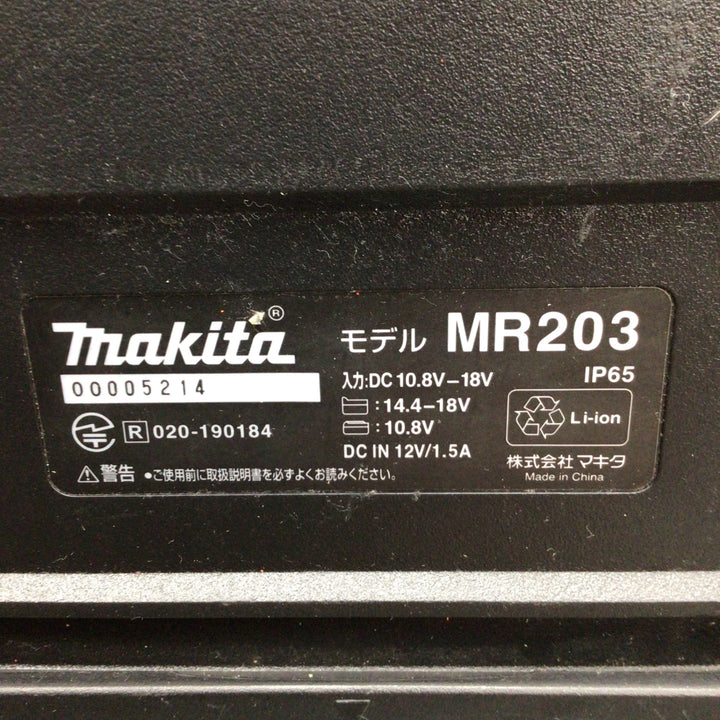 makita®
モデル MR203
00005214
入力:DC 10.8V-18V
IP65
:14.4-18V
:10.8V
DC IN 12V/1.5A
Li-ion
R 020-190184
⚠警告 •ご使用前に取扱説明書を必ずよくお読みください。
株式会社 マキタ
Made in China